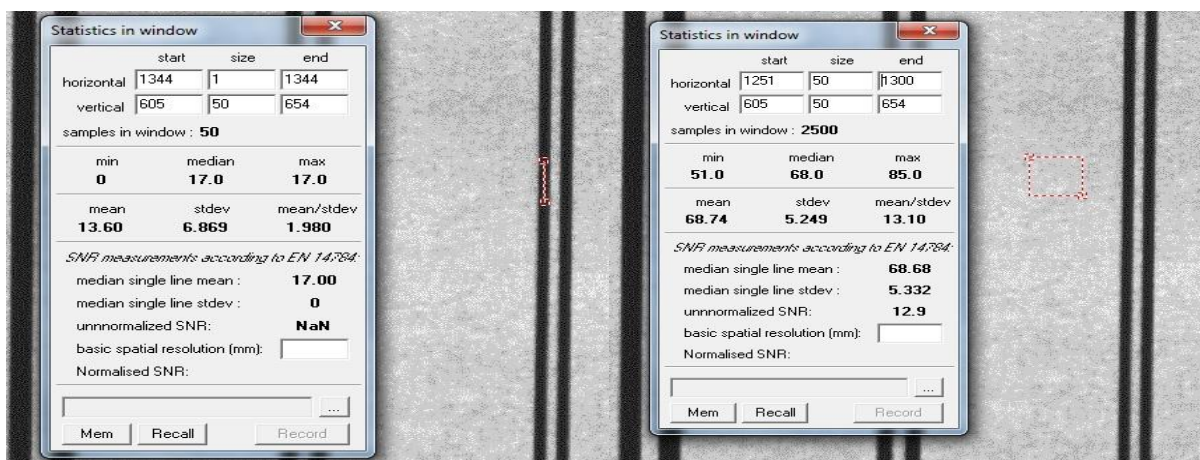 Statistics in window
start size end
horizontal 1344 1 1344
vertical 605 50 654
samples in window : 50
min median max
0 17.0 17.0
mean stdev mean/stdev
13.60 6.869 1.980
SNR measurements according to EN 14784:
median single line mean : 17.00
median single line stdev : 0
unnnormalized SNR: NaN
basic spatial resolution (mm):
Normalised SNR:
...
Mem Recall Record
Statistics in window
start size end
horizontal 1251 50 1300
vertical 605 50 654
samples in window : 2500
min median max
51.0 68.0 85.0
mean stdev mean/stdev
68.74 5.249 13.10
SNR measurements according to EN 14784:
median single line mean : 68.68
median single line stdev : 5.332
unnnormalized SNR: 12.9
basic spatial resolution (mm):
Normalised SNR:
...
Mem Recall Record